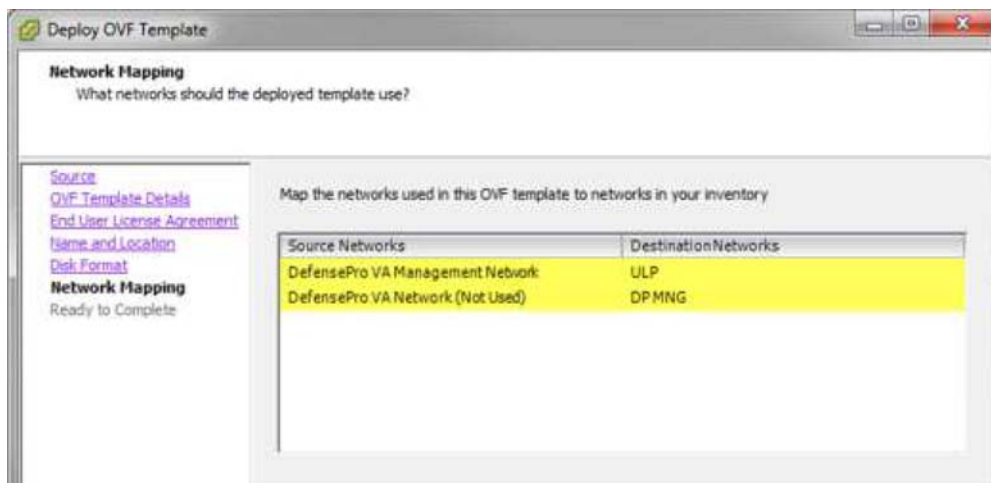 Deploy OVF Template
Network Mapping
What networks should the deployed template use?
Source
OVF Template Details
End User License Agreement
Name and Location
Disk Format
Network Mapping
Ready to Complete
Map the networks used in this OVF template to networks in your inventory
Source Networks Destination Networks
DefensePro VA Management Network ULP
DefensePro VA Network (Not Used) DP MNG